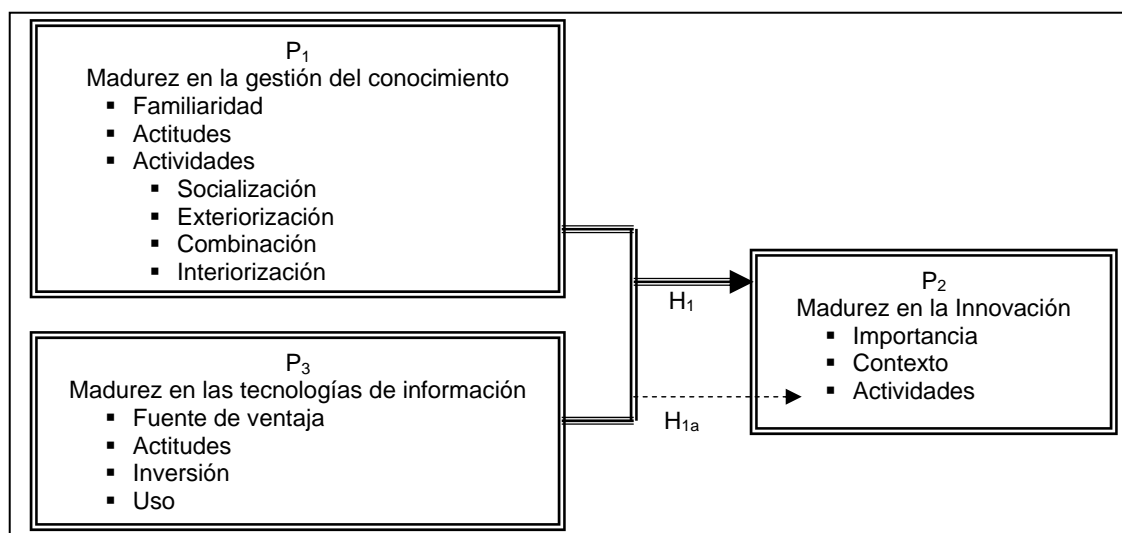 P₁
Madurez en la gestión del conocimiento
▪ Familiaridad
▪ Actitudes
▪ Actividades
▪ Socialización
▪ Exteriorización
▪ Combinación
▪ Interiorización
P₃
Madurez en las tecnologías de información
▪ Fuente de ventaja
▪ Actitudes
▪ Inversión
▪ Uso
H₁
H₁ₐ
P₂
Madurez en la Innovación
▪ Importancia
▪ Contexto
▪ Actividades